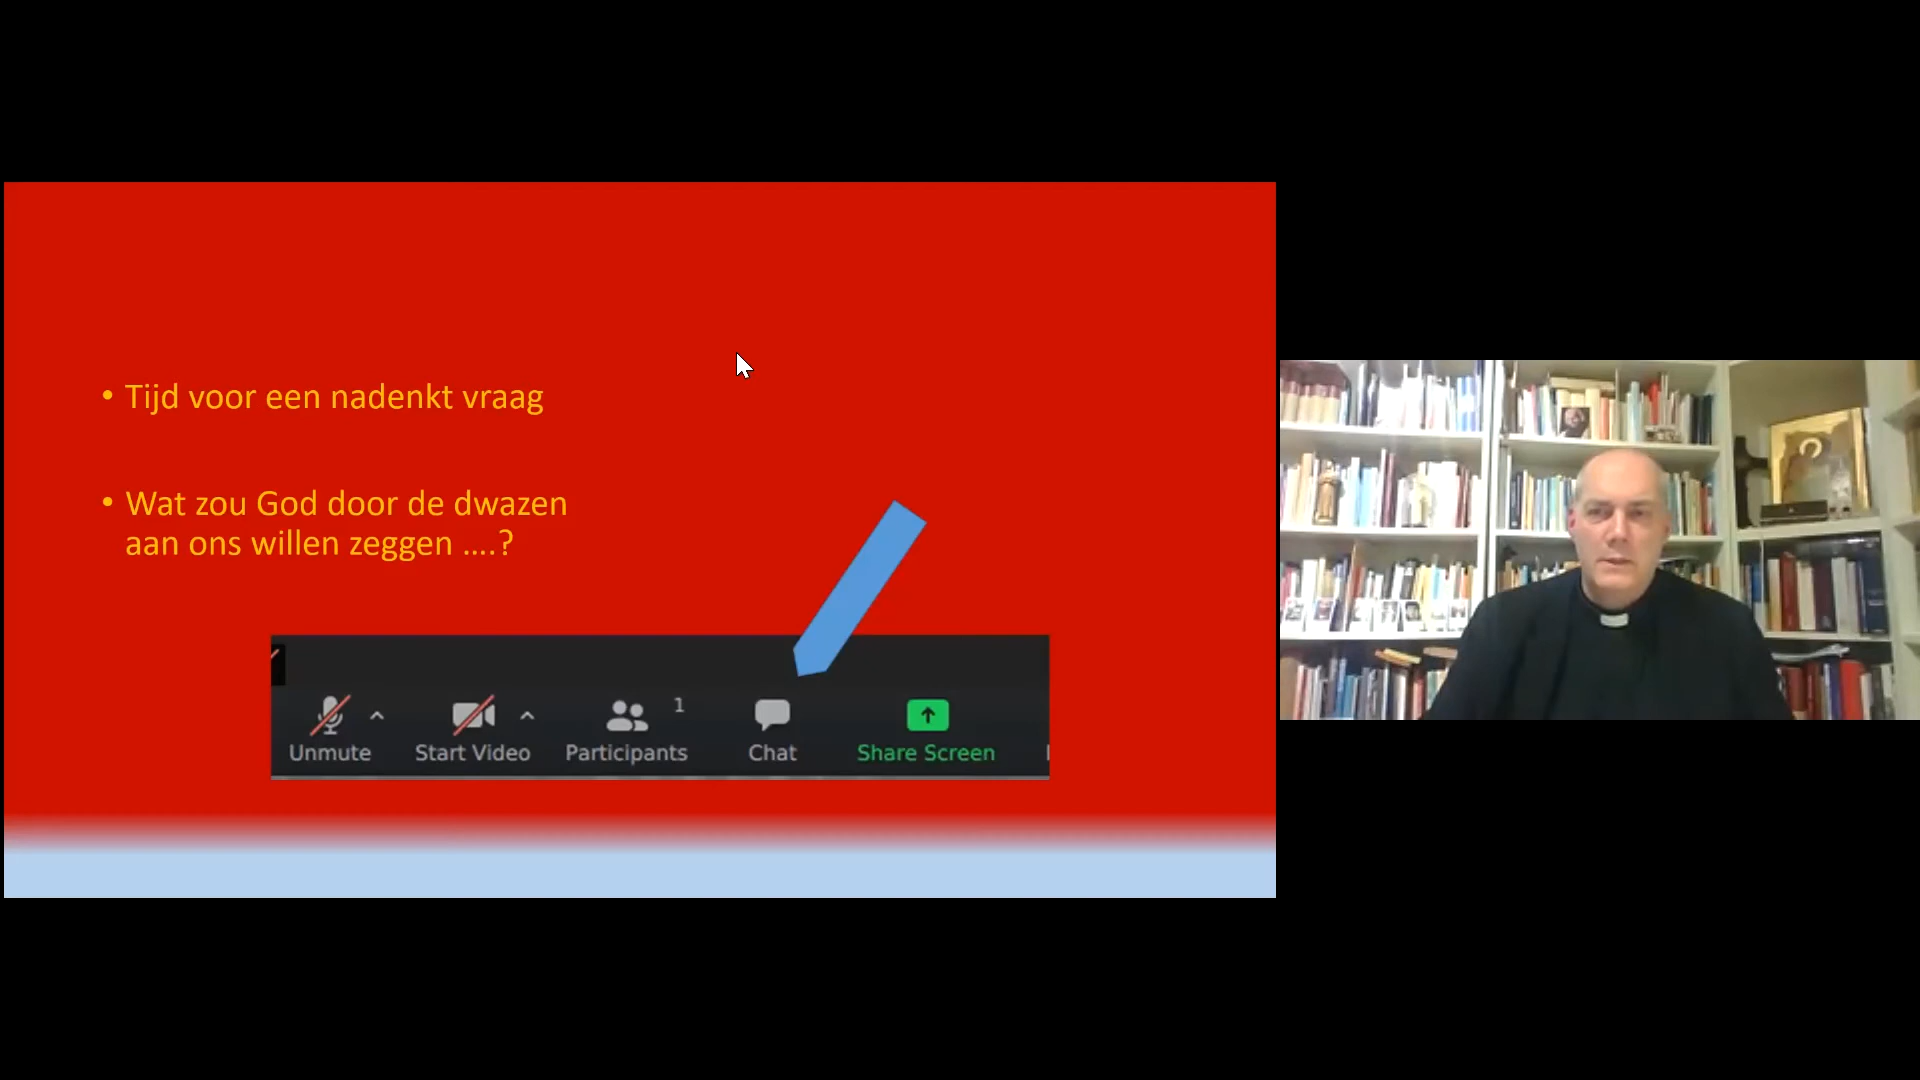 • Tijd voor een nadenkt vraag
• Wat zou God door de dwazen
aan ons willen zeggen ....?
1
Unmute Start Video Participants Chat Share Screen